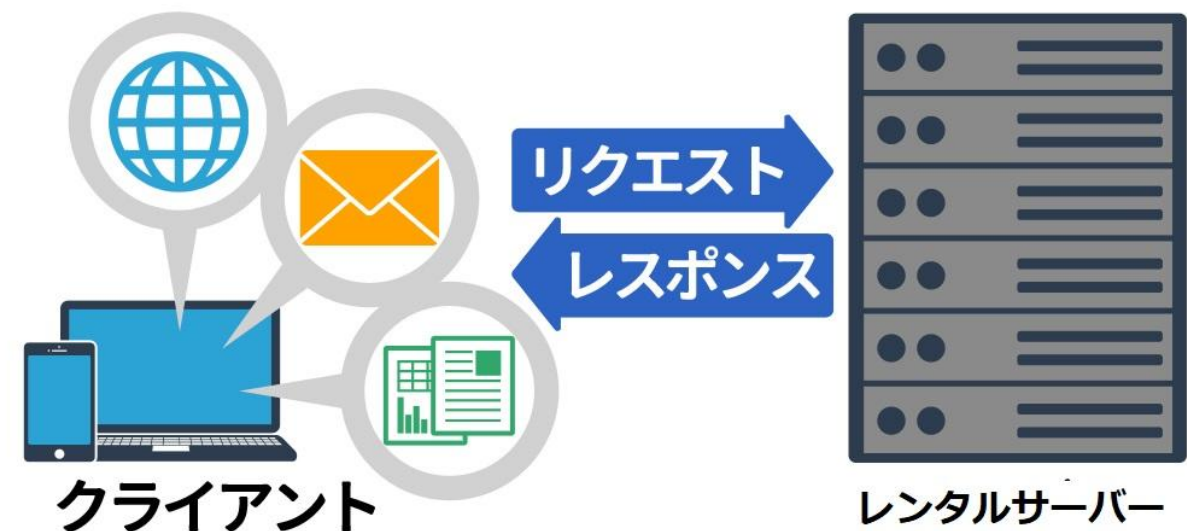 リクエスト
レスポンス
クライアント
レンタルサーバー